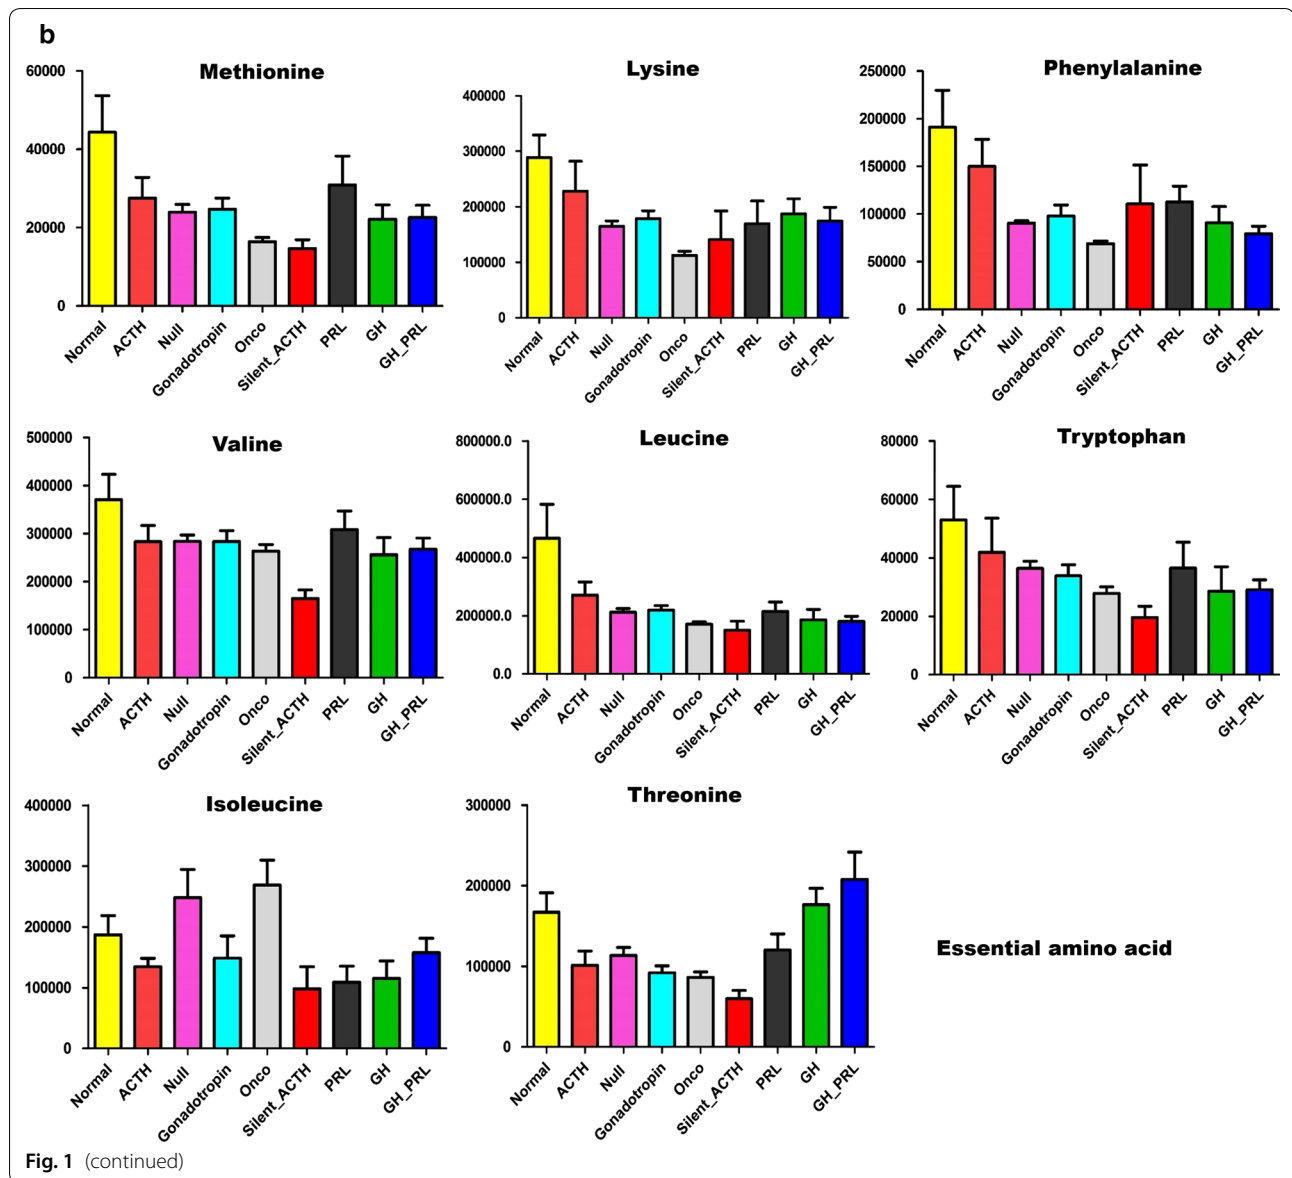 b
Methionine
60000
40000
20000
0
Normal
ACTH
Null
Gonadotropin
Onco
Silent_ACTH
PRL
GH
GH_PRL
Lysine
400000
300000
200000
100000
0
Normal
ACTH
Null
Gonadotropin
Onco
Silent_ACTH
PRL
GH
GH_PRL
Phenylalanine
250000
200000
150000
100000
50000
0
Normal
ACTH
Null
Gonadotropin
Onco
Silent_ACTH
PRL
GH
GH_PRL
Valine
500000
400000
300000
200000
100000
0
Normal
ACTH
Null
Gonadotropin
Onco
Silent_ACTH
PRL
GH
GH_PRL
Leucine
800000.0
600000.0
400000.0
200000.0
0.0
Normal
ACTH
Null
Gonadotropin
Onco
Silent_ACTH
PRL
GH
GH_PRL
Tryptophan
80000
60000
40000
20000
0
Normal
ACTH
Null
Gonadotropin
Onco
Silent_ACTH
PRL
GH
GH_PRL
Isoleucine
400000
300000
200000
100000
0
Normal
ACTH
Null
Gonadotropin
Onco
Silent_ACTH
PRL
GH
GH_PRL
Threonine
300000
200000
100000
0
Normal
ACTH
Null
Gonadotropin
Onco
Silent_ACTH
PRL
GH
GH_PRL
Essential amino acid
Fig. 1 (continued)